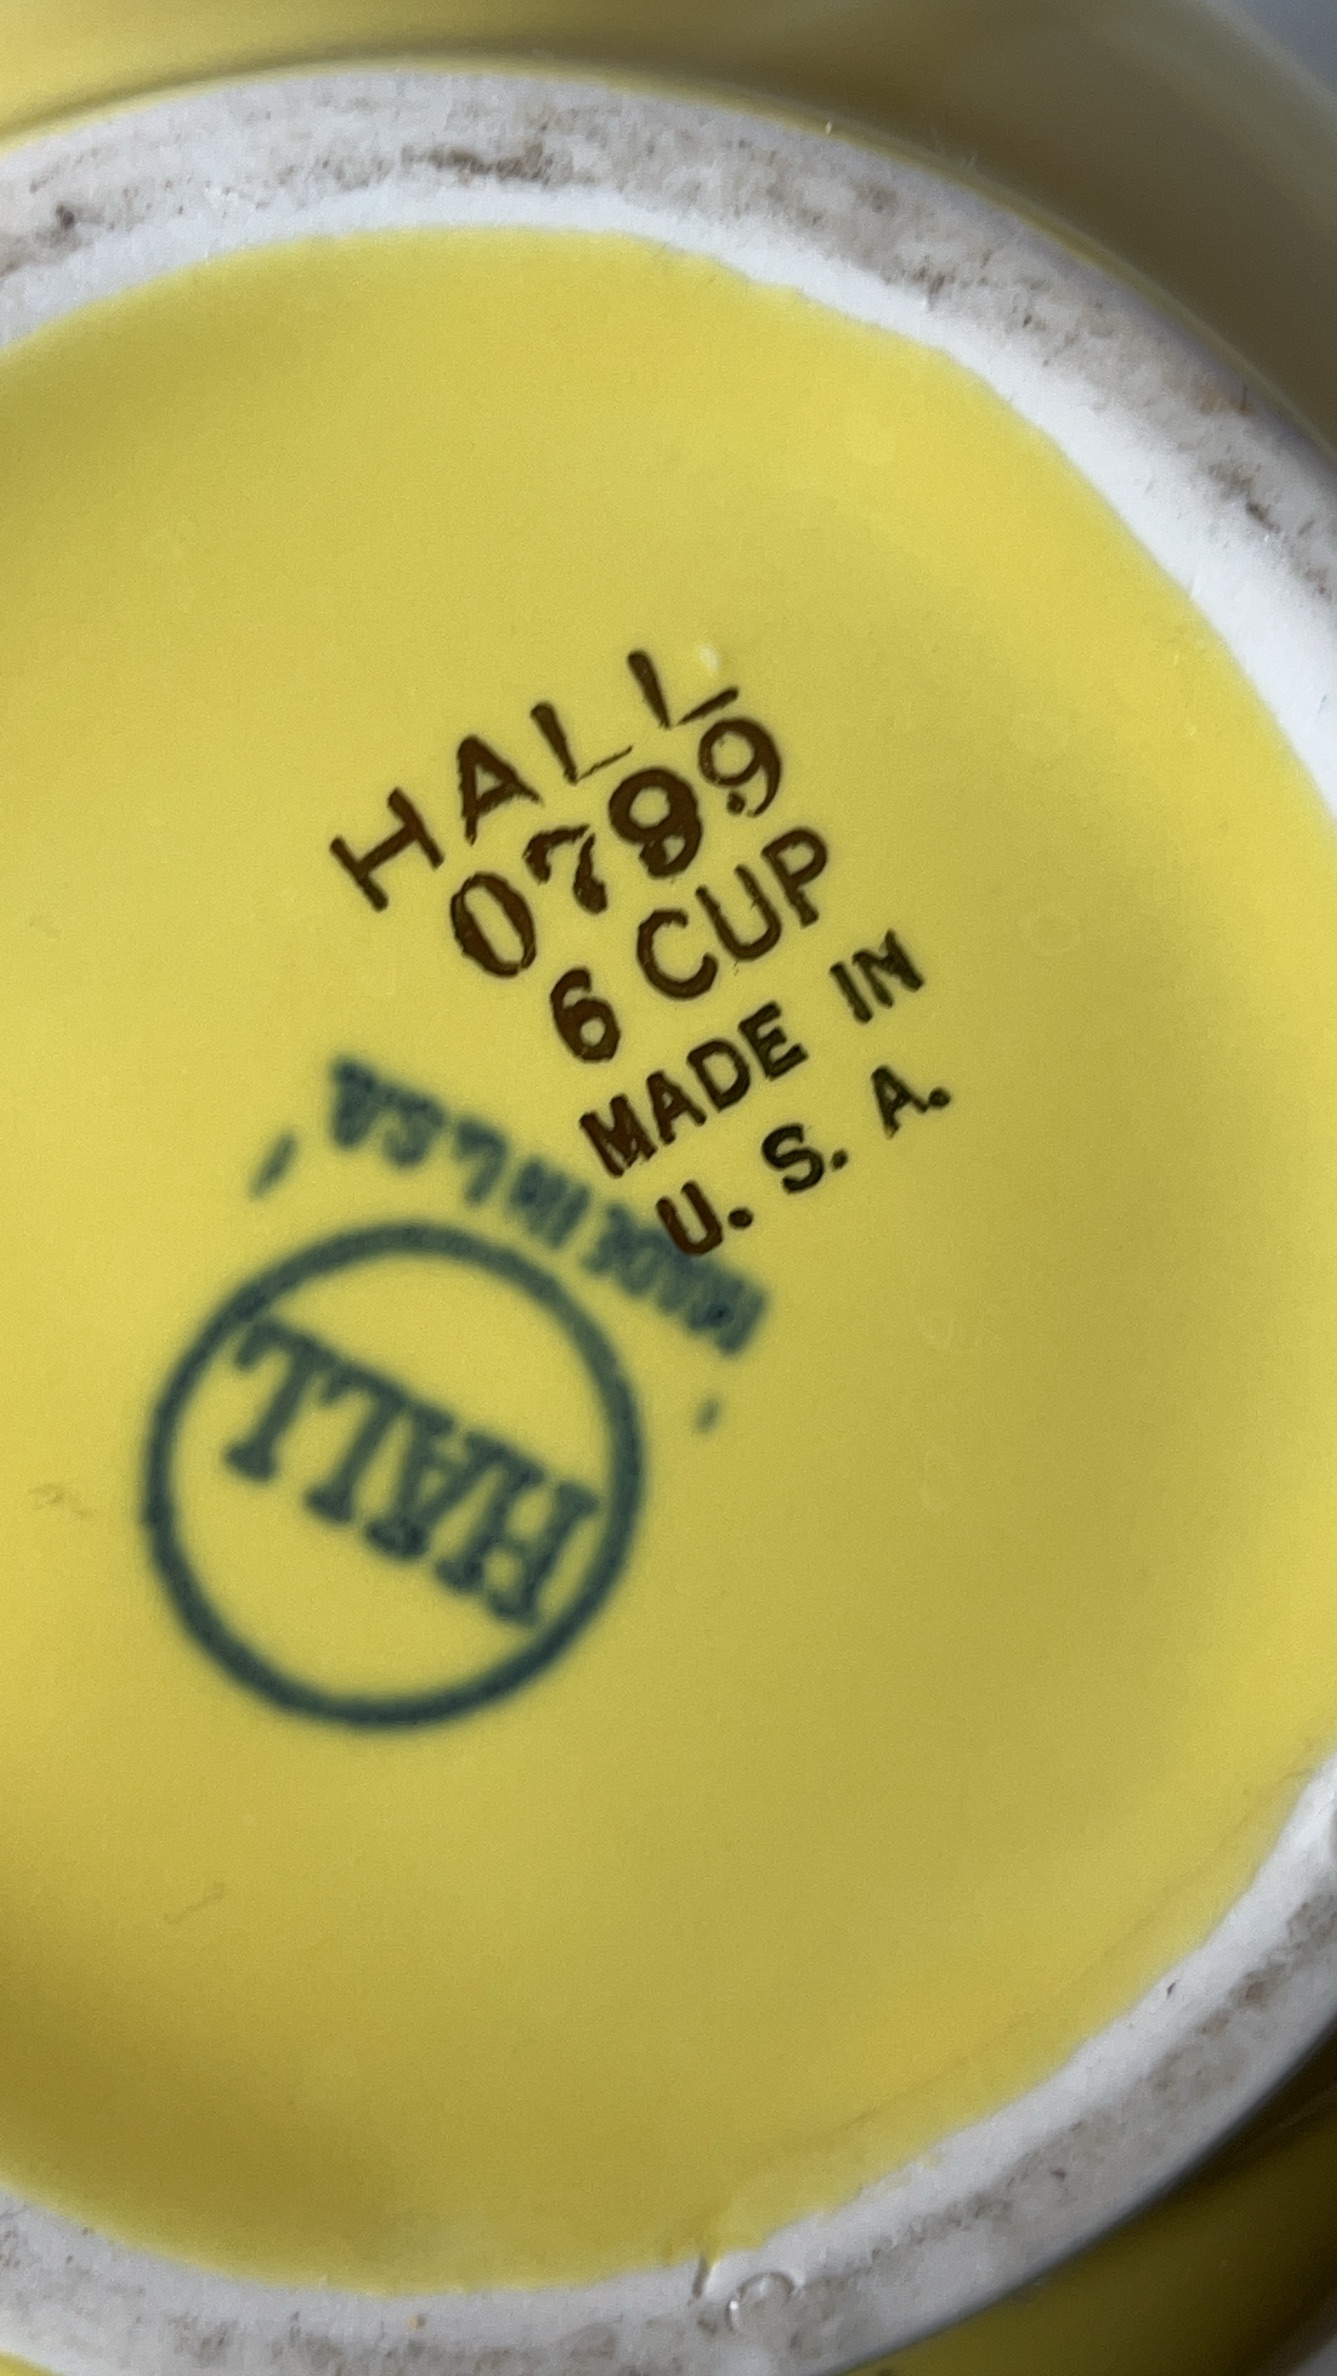 HALL
0799
6 CUP
MADE IN
U. S. A.
HALL
MADE IN U.S.A.